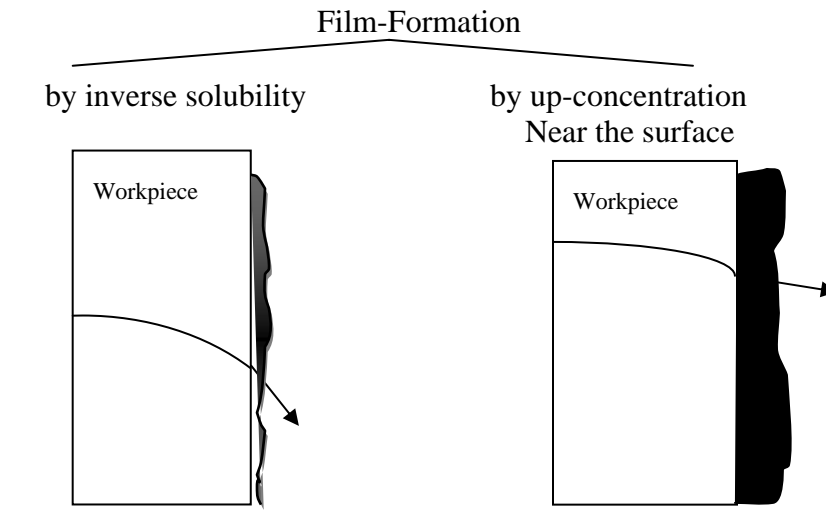 Film-Formation
by inverse solubility
by up-concentration
Near the surface
Workpiece
Workpiece